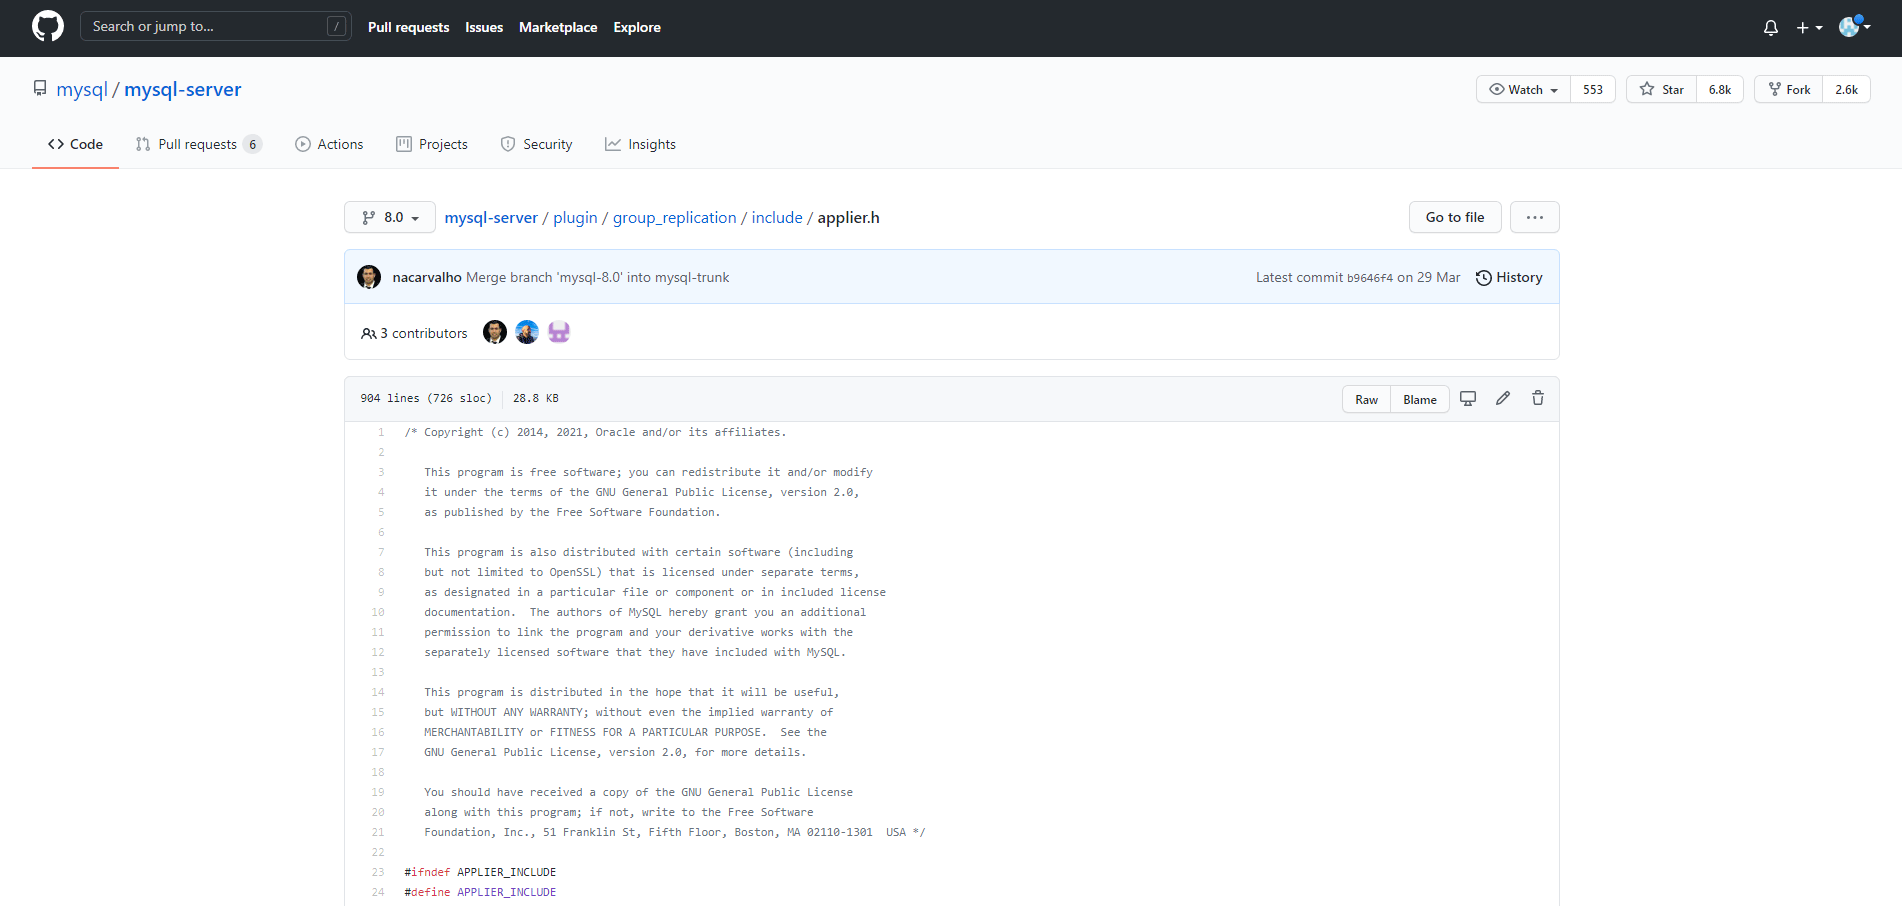 Search or jump to... /
Pull requests Issues Marketplace Explore
mysql / mysql-server
Watch 553 Star 6.8k Fork 2.6k
Code Pull requests 6 Actions Projects Security Insights
8.0 mysql-server / plugin / group_replication / include / applier.h Go to file ...
nacarvalho Merge branch 'mysql-8.0' into mysql-trunk Latest commit b9646f4 on 29 Mar History
3 contributors
904 lines (726 sloc) 28.8 KB Raw Blame
1 /* Copyright (c) 2014, 2021, Oracle and/or its affiliates.
2
3 This program is free software; you can redistribute it and/or modify
4 it under the terms of the GNU General Public License, version 2.0,
5 as published by the Free Software Foundation.
6
7 This program is also distributed with certain software (including
8 but not limited to OpenSSL) that is licensed under separate terms,
9 as designated in a particular file or component or in included license
10 documentation.  The authors of MySQL hereby grant you an additional
11 permission to link the program and your derivative works with the
12 separately licensed software that they have included with MySQL.
13
14 This program is distributed in the hope that it will be useful,
15 but WITHOUT ANY WARRANTY; without even the implied warranty of
16 MERCHANTABILITY or FITNESS FOR A PARTICULAR PURPOSE.  See the
17 GNU General Public License, version 2.0, for more details.
18
19 You should have received a copy of the GNU General Public License
20 along with this program; if not, write to the Free Software
21 Foundation, Inc., 51 Franklin St, Fifth Floor, Boston, MA 02110-1301  USA */
22
23 #ifndef APPLIER_INCLUDE
24 #define APPLIER_INCLUDE